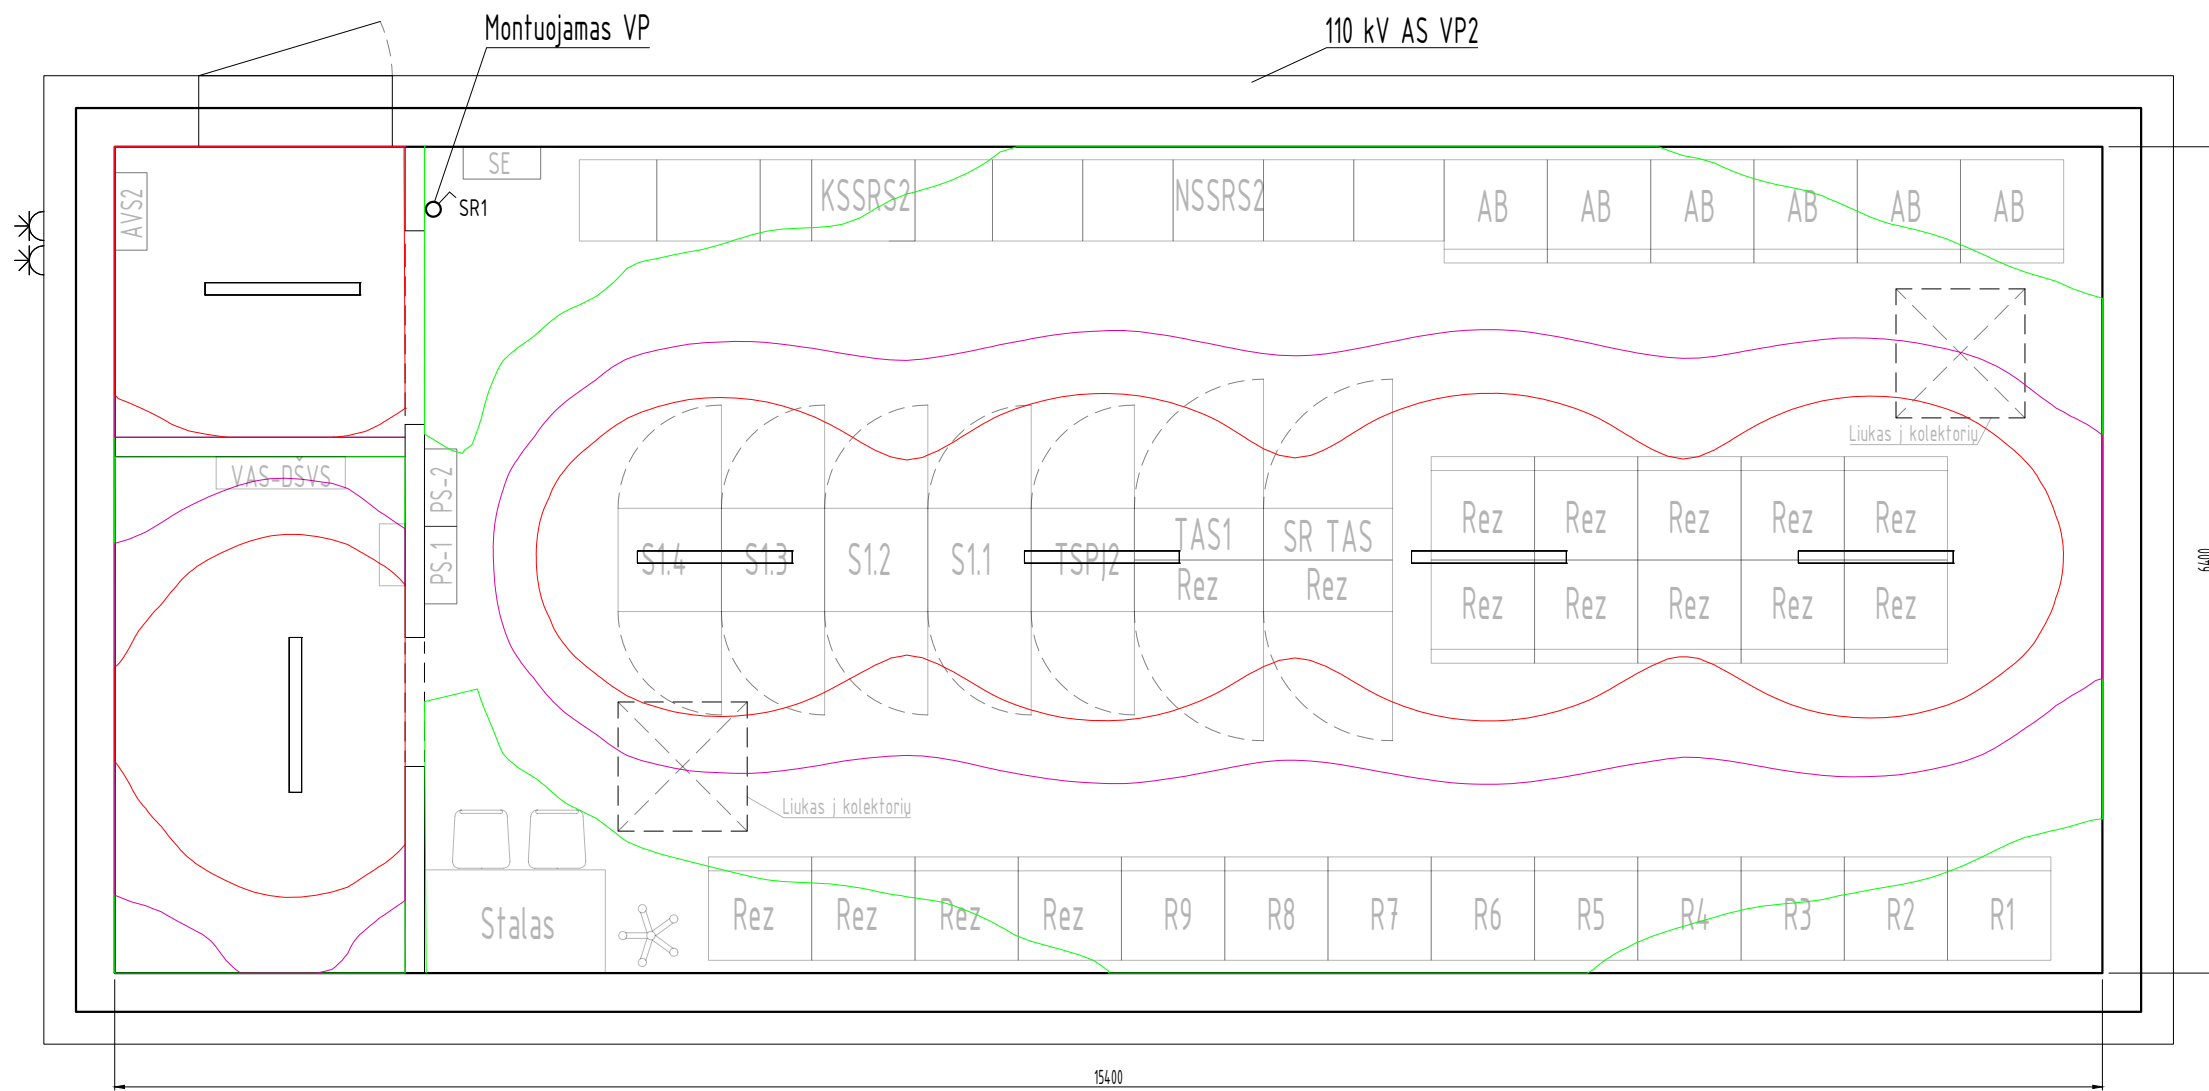 Montuojamas VP
110 kV AS VP2
SE
AVS2
SR1
KSSRS2
NSSRS2
AB
AB
AB
AB
AB
AB
Liukas į kolektorių
VAS-DŠVS
PS-2
PS-1
S1.4
S1.3
S1.2
S1.1
TSPĮ2
TAS1
Rez
SR TAS
Rez
Rez
Rez
Rez
Rez
Rez
Rez
Rez
Rez
Rez
Rez
6400
Liukas į kolektorių
Stalas
Rez
Rez
Rez
Rez
R9
R8
R7
R6
R5
R4
R3
R2
R1
15400